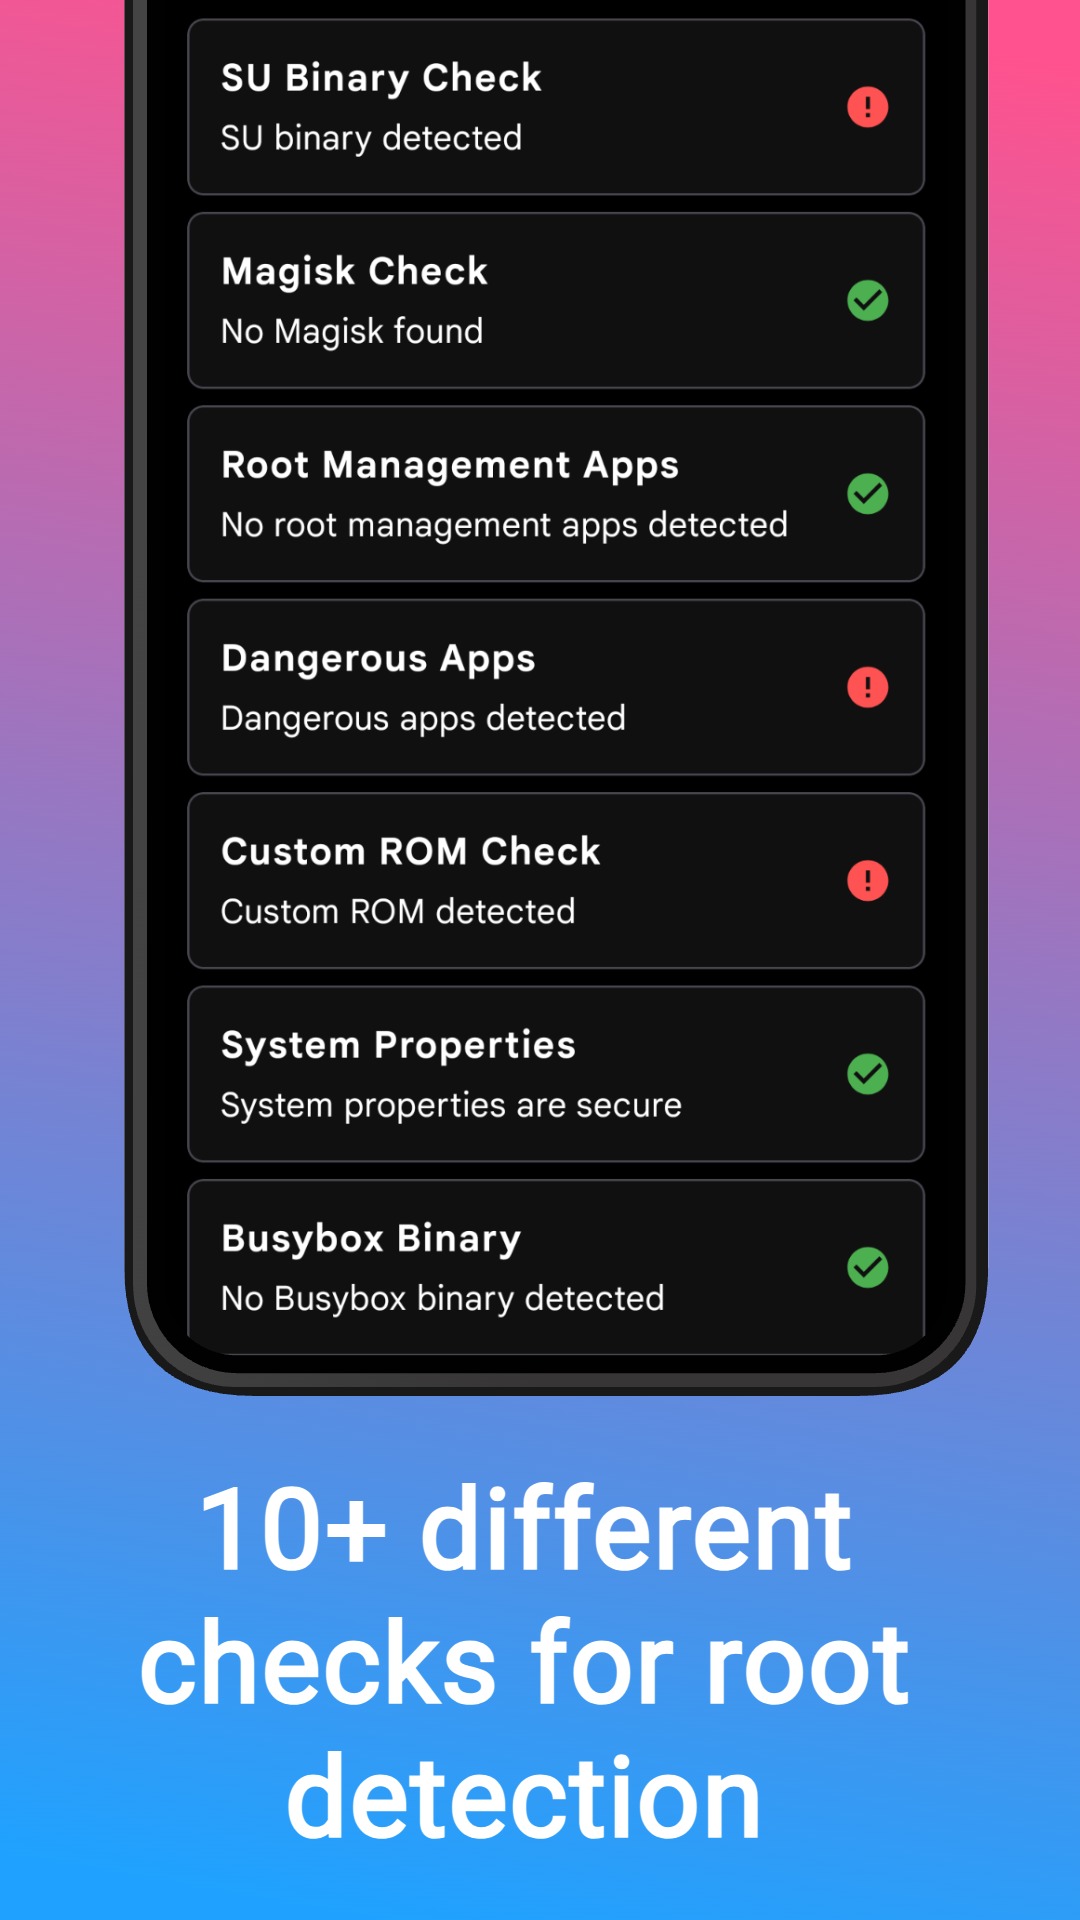 SU Binary Check
SU binary detected
Magisk Check
No Magisk found
Root Management Apps
No root management apps detected
Dangerous Apps
Dangerous apps detected
Custom ROM Check
Custom ROM detected
System Properties
System properties are secure
Busybox Binary
No Busybox binary detected
10+ different
checks for root
detection